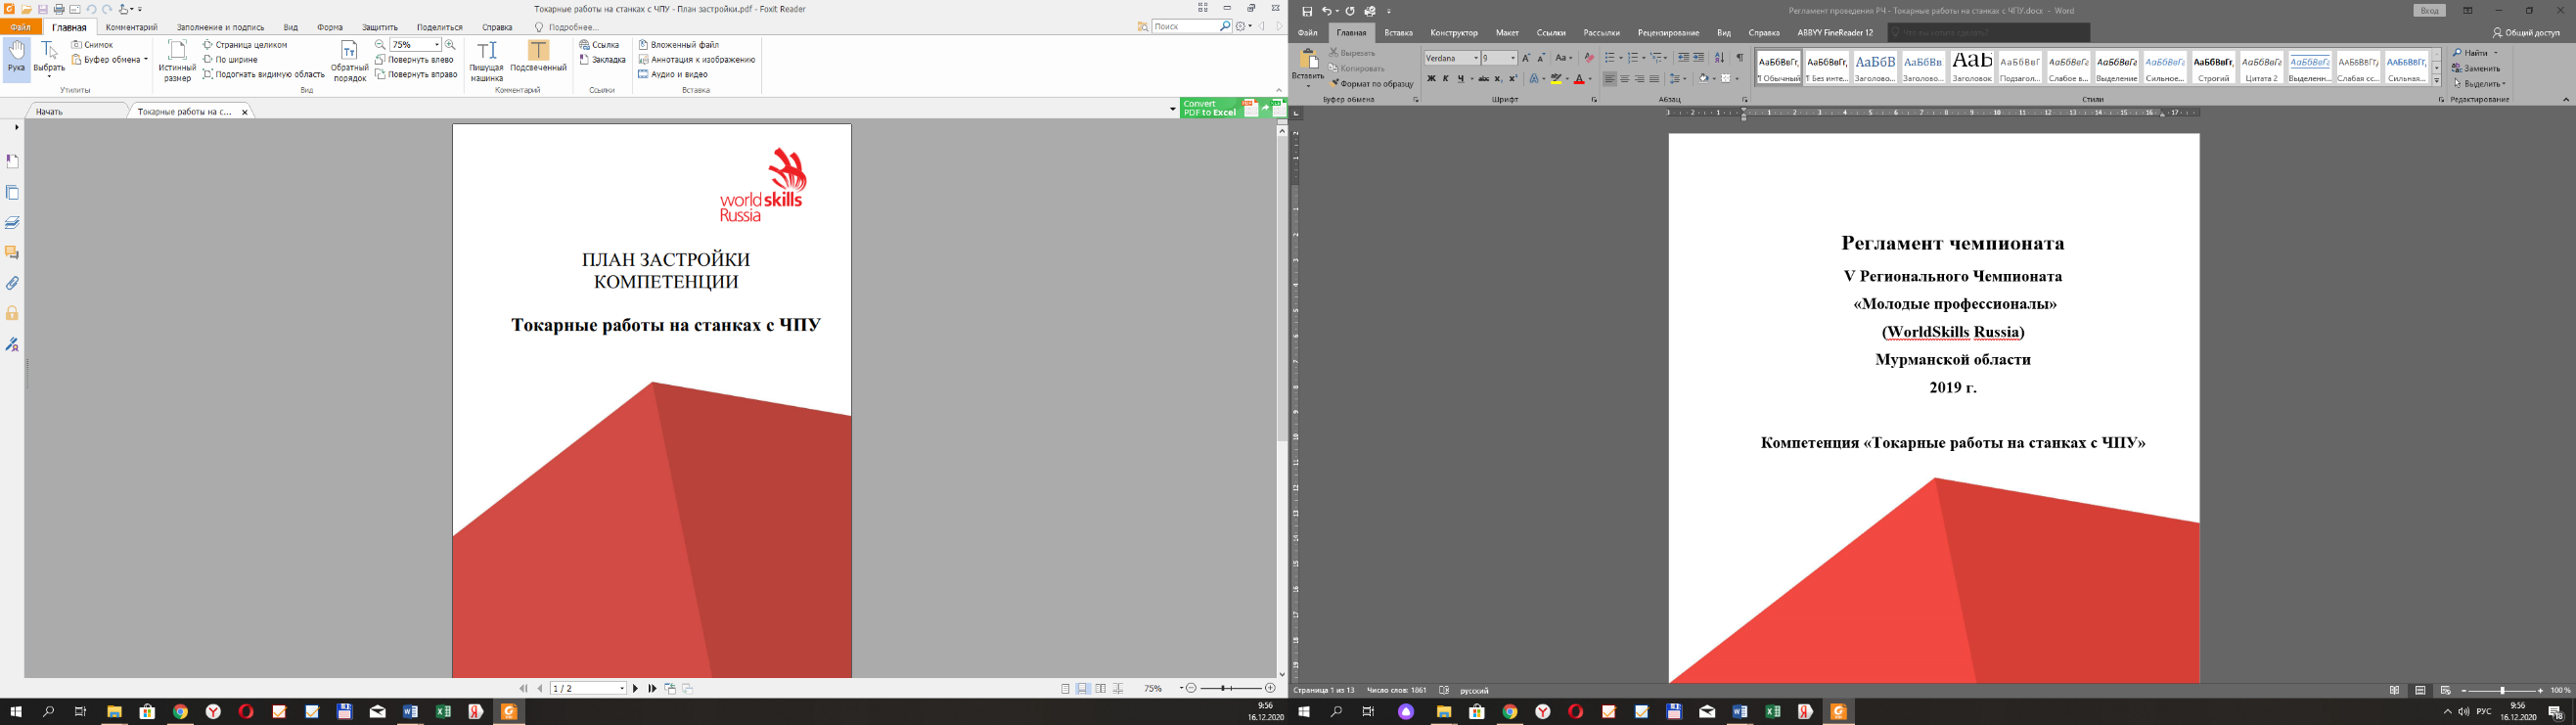 Токарные работы на станках с ЧПУ - План застройки.pdf - Foxit Reader
Файл Главная Комментарий Заполнение и подпись Вид Форма Защитить Поделиться Справка Подробнее... Поиск
Рука
Выбрать
Снимок
Буфер обмена
Утилиты
Истинный размер
Страница целиком
По ширине
Подогнать видимую область
Обратный порядок
75%
Повернуть влево
Повернуть вправо
Вид
Пишущая машинка
Подсвеченный
Комментарий
Ссылка
Закладка
Ссылки
Вложенный файл
Аннотация к изображению
Аудио и видео
Вставка
Начать
Токарные работы на с...
Convert
PDF to Excel
world skills
Russia
ПЛАН ЗАСТРОЙКИ
КОМПЕТЕНЦИИ
Токарные работы на станках с ЧПУ
1 / 2
75%
9:56
16.12.2020
Регламент проведения РЧ - Токарные работы на станках с ЧПУ.docx - Word
Вход
Файл Главная Вставка Конструктор Макет Ссылки Рассылки Рецензирование Вид Справка ABBYY FineReader 12
Общий доступ
Вставить
Вырезать
Копировать
Формат по образцу
Буфер обмена
Verdana 9
Шрифт
Абзац
¶ Обычный ¶ Без инте... Заголово... Заголово... Заголовок Подзагол... Слабое в... Выделение Сильное... Строгий Цитата 2 Выделенн... Слабая сс... Сильная...
Стили
Найти
Заменить
Выделить
Редактирование
Регламент чемпионата
V Регионального Чемпионата
«Молодые профессионалы»
(WorldSkills Russia)
Мурманской области
2019 г.
Компетенция «Токарные работы на станках с ЧПУ»
Страница 1 из 13 Число слов: 1861 русский
100 %
РУС
9:56
16.12.2020